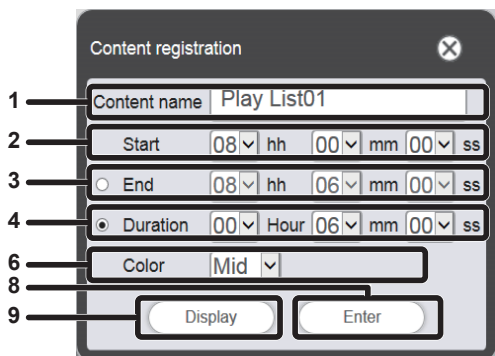 Content registration
1 Content name Play List01
2 Start 08 hh 00 mm 00 ss
3 End 08 hh 06 mm 00 ss
4 Duration 00 Hour 06 mm 00 ss
6 Color Mid
8
9 Display Enter